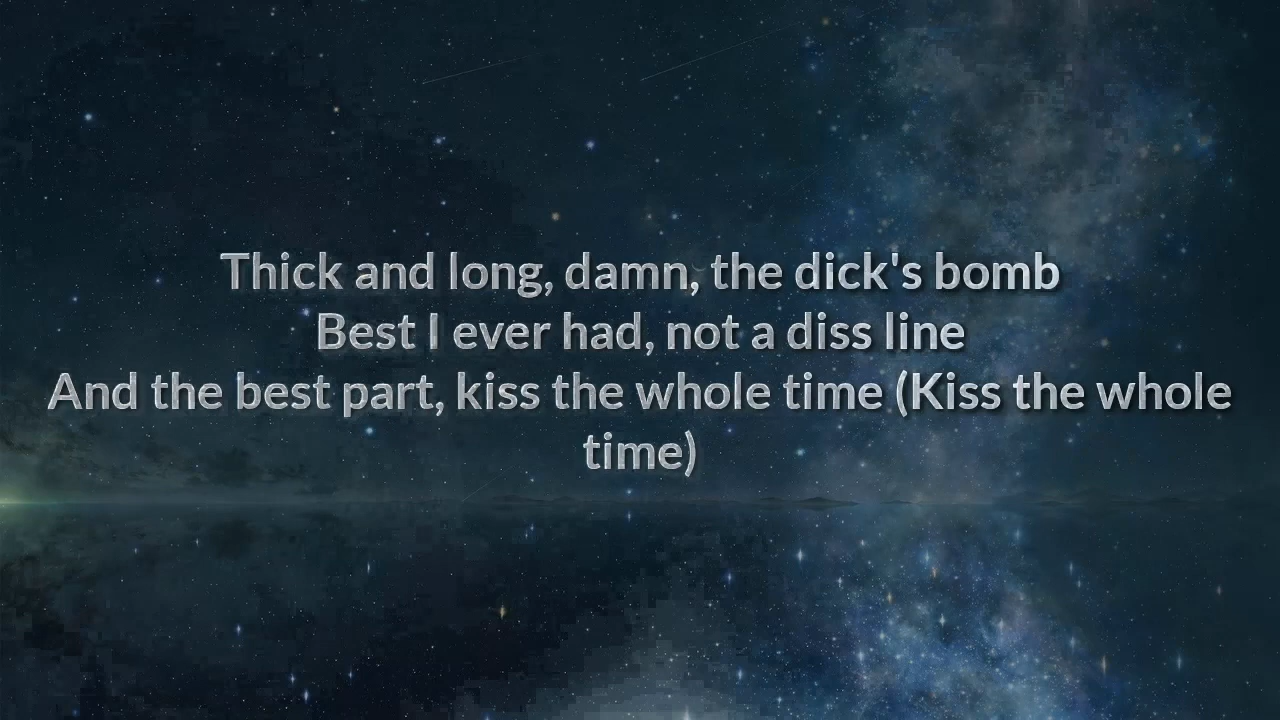 Thick and long, damn, the dick's bomb
Best I ever had, not a diss line
And the best part, kiss the whole time (Kiss the whole
time)